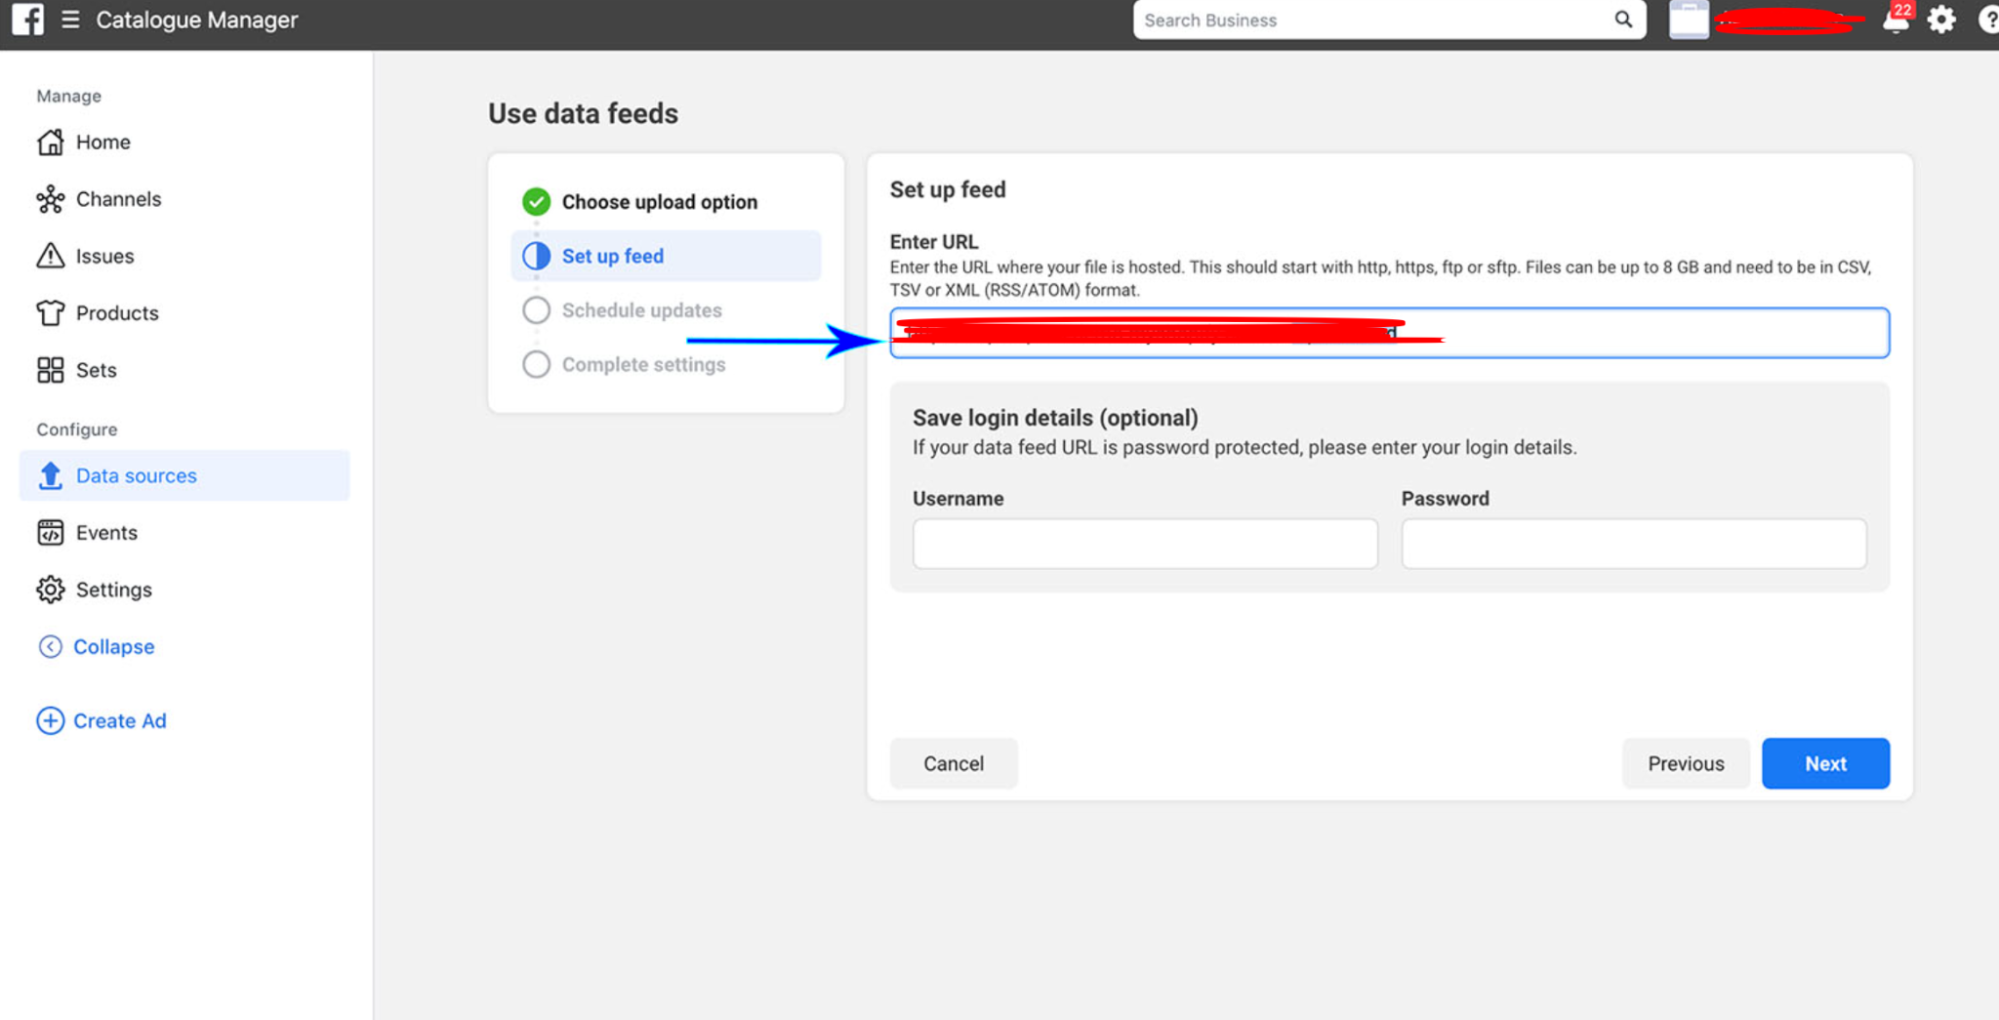 Catalogue Manager
Search Business
22
?
Manage
Home
Channels
Issues
Products
Sets
Configure
Data sources
Events
Settings
Collapse
Create Ad
Use data feeds
Choose upload option
Set up feed
Schedule updates
Complete settings
Set up feed
Enter URL
Enter the URL where your file is hosted. This should start with http, https, ftp or sftp. Files can be up to 8 GB and need to be in CSV,
TSV or XML (RSS/ATOM) format.
Save login details (optional)
If your data feed URL is password protected, please enter your login details.
Username
Password
Cancel
Previous
Next